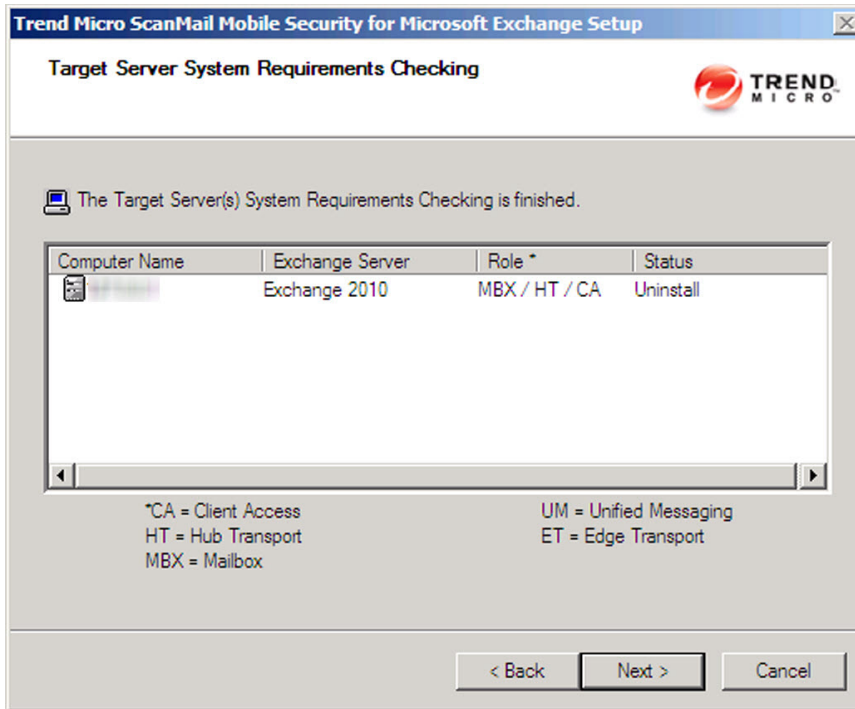 Trend Micro ScanMail Mobile Security for Microsoft Exchange Setup
Target Server System Requirements Checking
TREND
MICRO
The Target Server(s) System Requirements Checking is finished.
Computer Name Exchange Server Role * Status
Exchange 2010 MBX / HT / CA Uninstall
*CA = Client Access UM = Unified Messaging
HT = Hub Transport ET = Edge Transport
MBX = Mailbox
< Back Next > Cancel